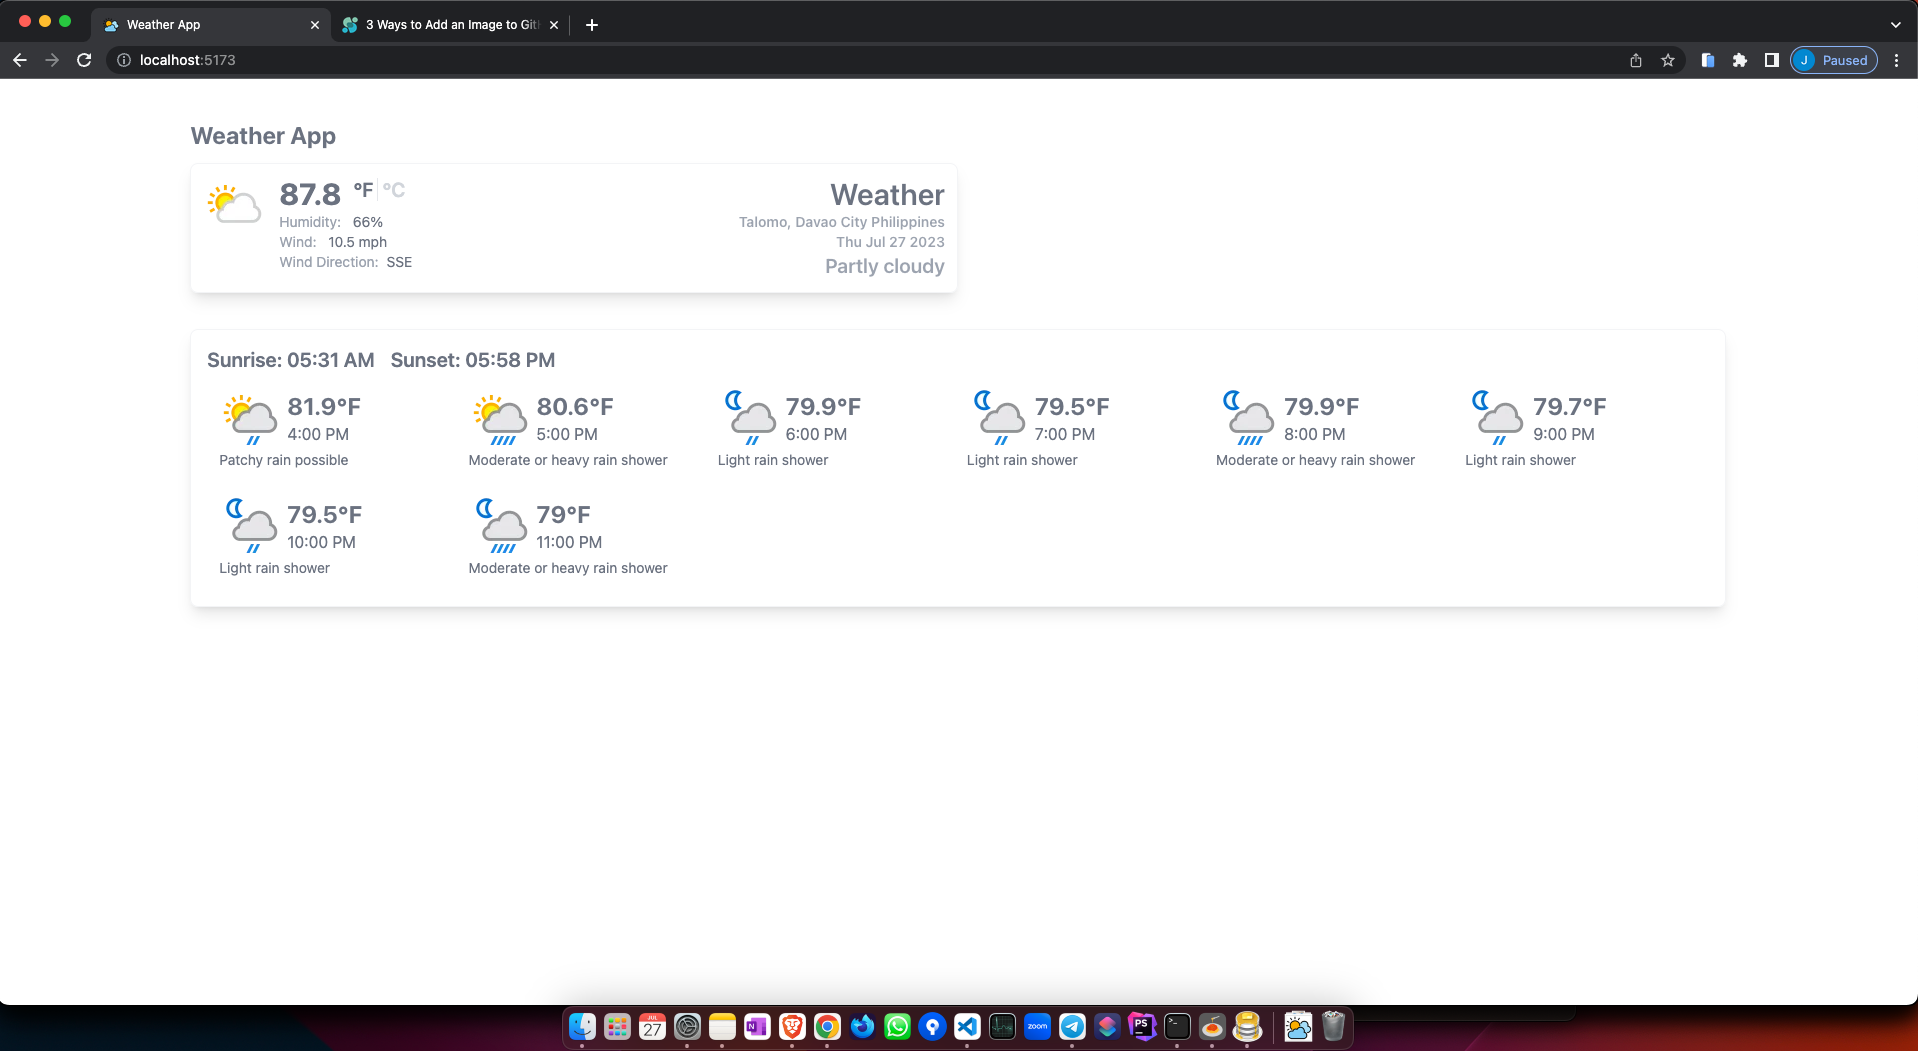 Weather App
3 Ways to Add an Image to Git
localhost:5173
J Paused
Weather App
87.8 °F °C
Humidity: 66%
Wind: 10.5 mph
Wind Direction: SSE
Weather
Talomo, Davao City Philippines
Thu Jul 27 2023
Partly cloudy
Sunrise: 05:31 AM Sunset: 05:58 PM
81.9°F
4:00 PM
Patchy rain possible
80.6°F
5:00 PM
Moderate or heavy rain shower
79.9°F
6:00 PM
Light rain shower
79.5°F
7:00 PM
Light rain shower
79.9°F
8:00 PM
Moderate or heavy rain shower
79.7°F
9:00 PM
Light rain shower
79.5°F
10:00 PM
Light rain shower
79°F
11:00 PM
Moderate or heavy rain shower
JUL
27
N
zoom
PS